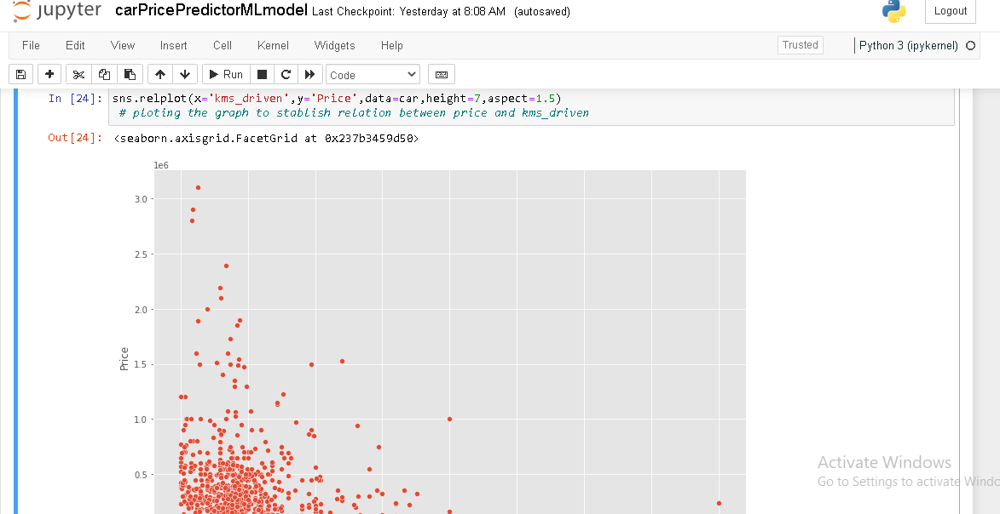 jupyter carPricePredictorMLmodel Last Checkpoint: Yesterday at 8:08 AM (autosaved) Logout
File Edit View Insert Cell Kernel Widgets Help Trusted Python 3 (ipykernel)
Run Code
In [24]: sns.relplot(x='kms_driven',y='Price',data=car,height=7,aspect=1.5)
# ploting the graph to stablish relation between price and kms_driven
Out[24]: <seaborn.axisgrid.FacetGrid at 0x237b3459d50>
1e6
3.0
2.5
2.0
Price
1.5
1.0
0.5
Activate Windows
Go to Settings to activate Windo